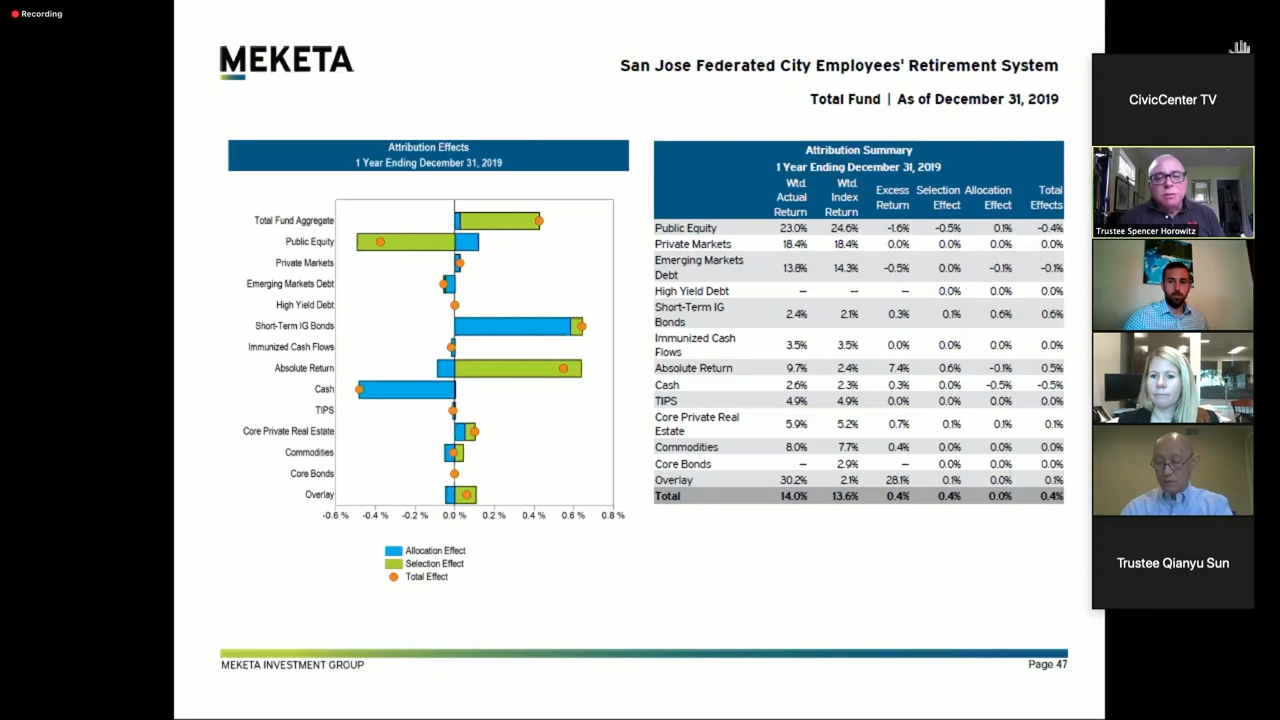 Recording
MEKETA
San Jose Federated City Employees' Retirement System
Total Fund | As of December 31, 2019
Attribution Effects
1 Year Ending December 31, 2019
Total Fund Aggregate
Public Equity
Private Markets
Emerging Markets Debt
High Yield Debt
Short-Term IG Bonds
Immunized Cash Flows
Absolute Return
Cash
TIPS
Core Private Real Estate
Commodities
Core Bonds
Overlay
-0.6 % -0.4 % -0.2 % 0.0 % 0.2 % 0.4 % 0.6 % 0.8 %
Allocation Effect
Selection Effect
Total Effect
Attribution Summary
1 Year Ending December 31, 2019
Wtd. Actual Return Wtd. Index Return Excess Return Selection Effect Allocation Effect Total Effects
Public Equity 23.0% 24.6% -1.6% -0.5% 0.1% -0.4%
Private Markets 18.4% 18.4% 0.0% 0.0% 0.0% 0.0%
Emerging Markets
Debt 13.8% 14.3% -0.5% 0.0% -0.1% -0.1%
High Yield Debt -- -- -- 0.0% 0.0% 0.0%
Short-Term IG
Bonds 2.4% 2.1% 0.3% 0.1% 0.6% 0.6%
Immunized Cash
Flows 3.5% 3.5% 0.0% 0.0% 0.0% 0.0%
Absolute Return 9.7% 2.4% 7.4% 0.6% -0.1% 0.5%
Cash 2.6% 2.3% 0.3% 0.0% -0.5% -0.5%
TIPS 4.9% 4.9% 0.0% 0.0% 0.0% 0.0%
Core Private Real
Estate 5.9% 5.2% 0.7% 0.1% 0.1% 0.1%
Commodities 8.0% 7.7% 0.4% 0.0% 0.0% 0.0%
Core Bonds -- 2.9% -- 0.0% 0.0% 0.0%
Overlay 30.2% 2.1% 28.1% 0.1% 0.0% 0.1%
Total 14.0% 13.6% 0.4% 0.4% 0.0% 0.4%
MEKETA INVESTMENT GROUP
Page 47
CivicCenter TV
Trustee Spencer Horowitz
Trustee Qianyu Sun